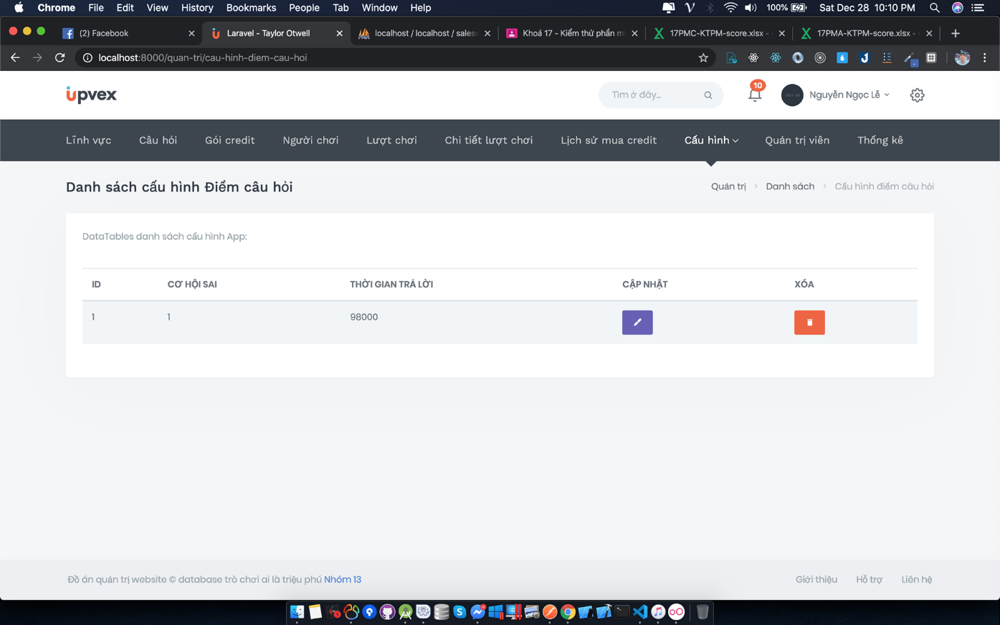 Chrome File Edit View History Bookmarks People Tab Window Help 100% Sat Dec 28 10:10 PM
(2) Facebook Laravel - Taylor Otwell localhost / localhost / sales Khoá 17 - Kiểm thử phần m 17PMC-KTPM-score.xlsx - 17PMA-KTPM-score.xlsx -
localhost:8000/quan-tri/cau-hinh-diem-cau-hoi
upvex Tìm ở đây... 10 Nguyễn Ngọc Lễ
Lĩnh vực Câu hỏi Gói credit Người chơi Lượt chơi Chi tiết lượt chơi Lịch sử mua credit Cấu hình Quản trị viên Thống kê
Danh sách cấu hình Điểm câu hỏi Quản trị > Danh sách > Cấu hình điểm câu hỏi
DataTables danh sách cấu hình App:
ID CƠ HỘI SAI THỜI GIAN TRẢ LỜI CẬP NHẬT XÓA
1 1 98000
Đồ án quản trị website © database trò chơi ai là triệu phú Nhóm 13 Giới thiệu Hỗ trợ Liên hệ